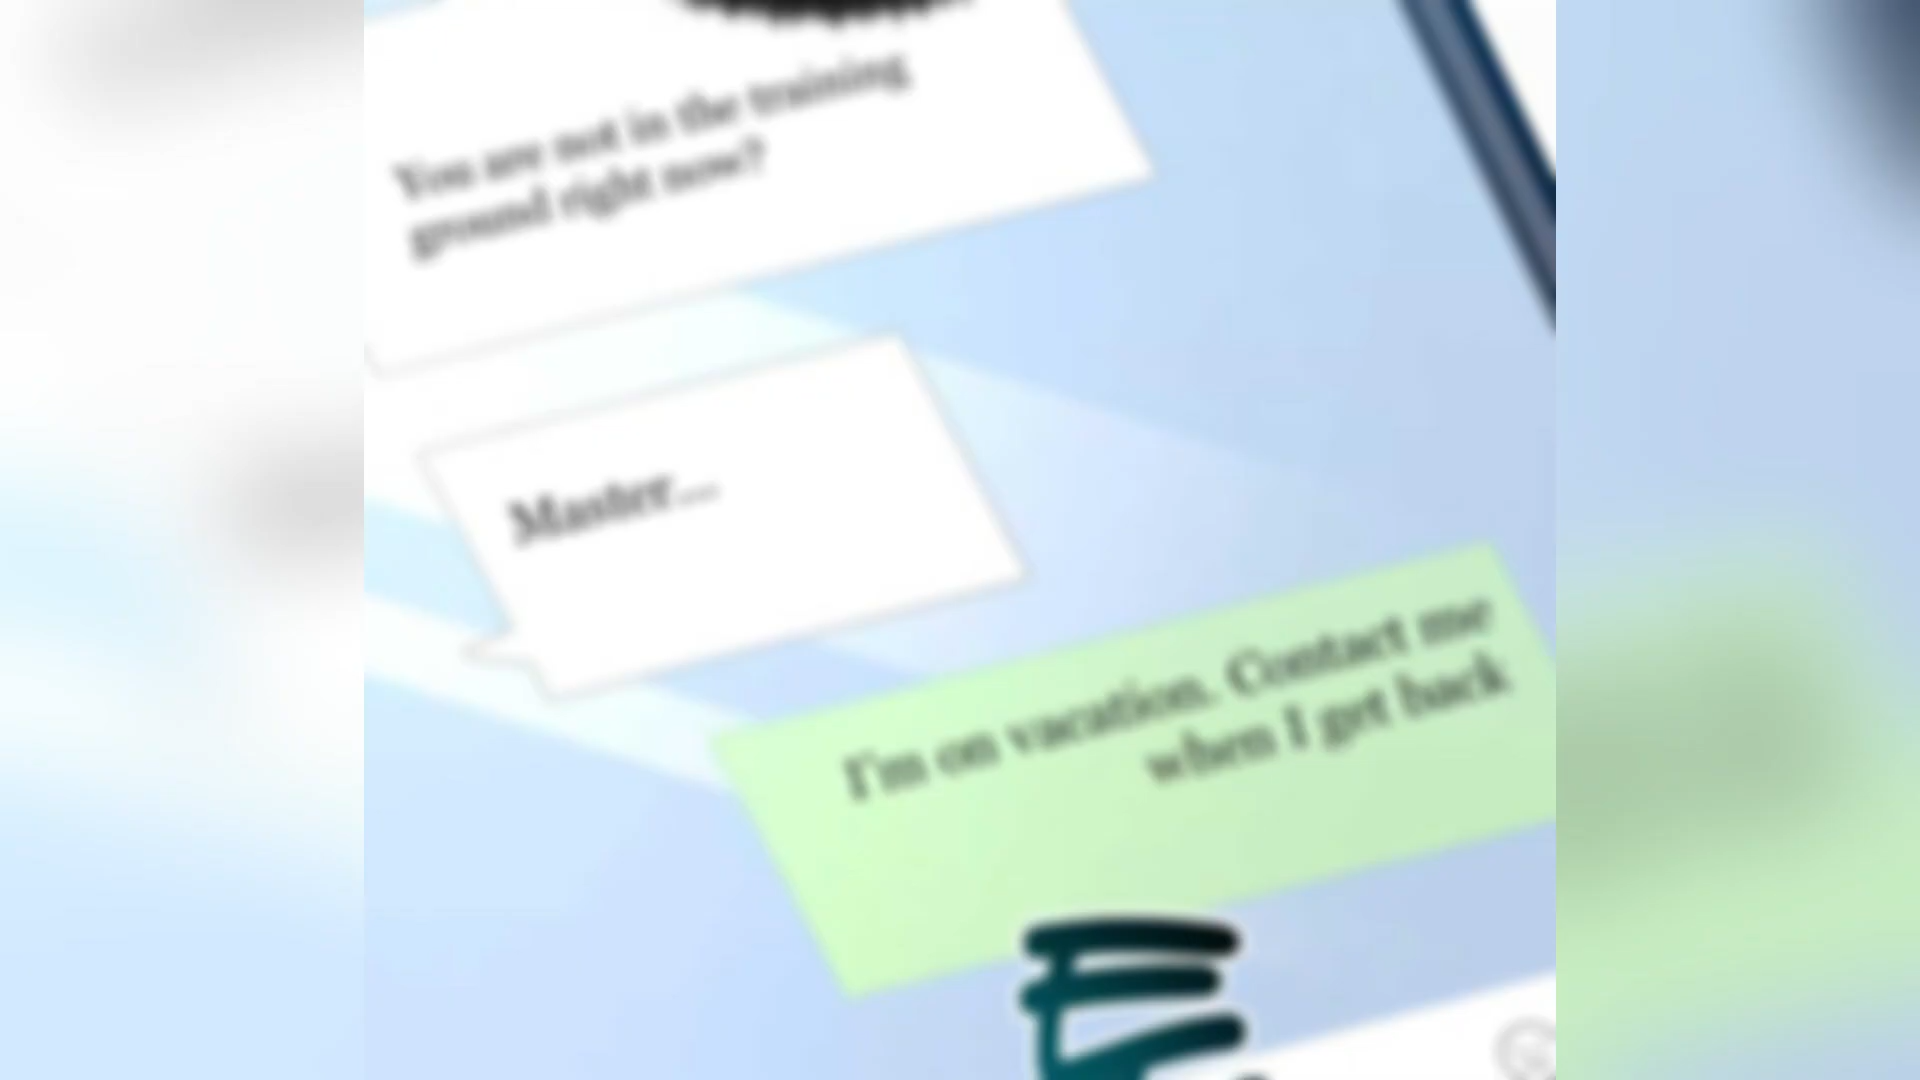 You are not in the training
ground right now?
Master...
I'm on vacation. Contact me
when I get back